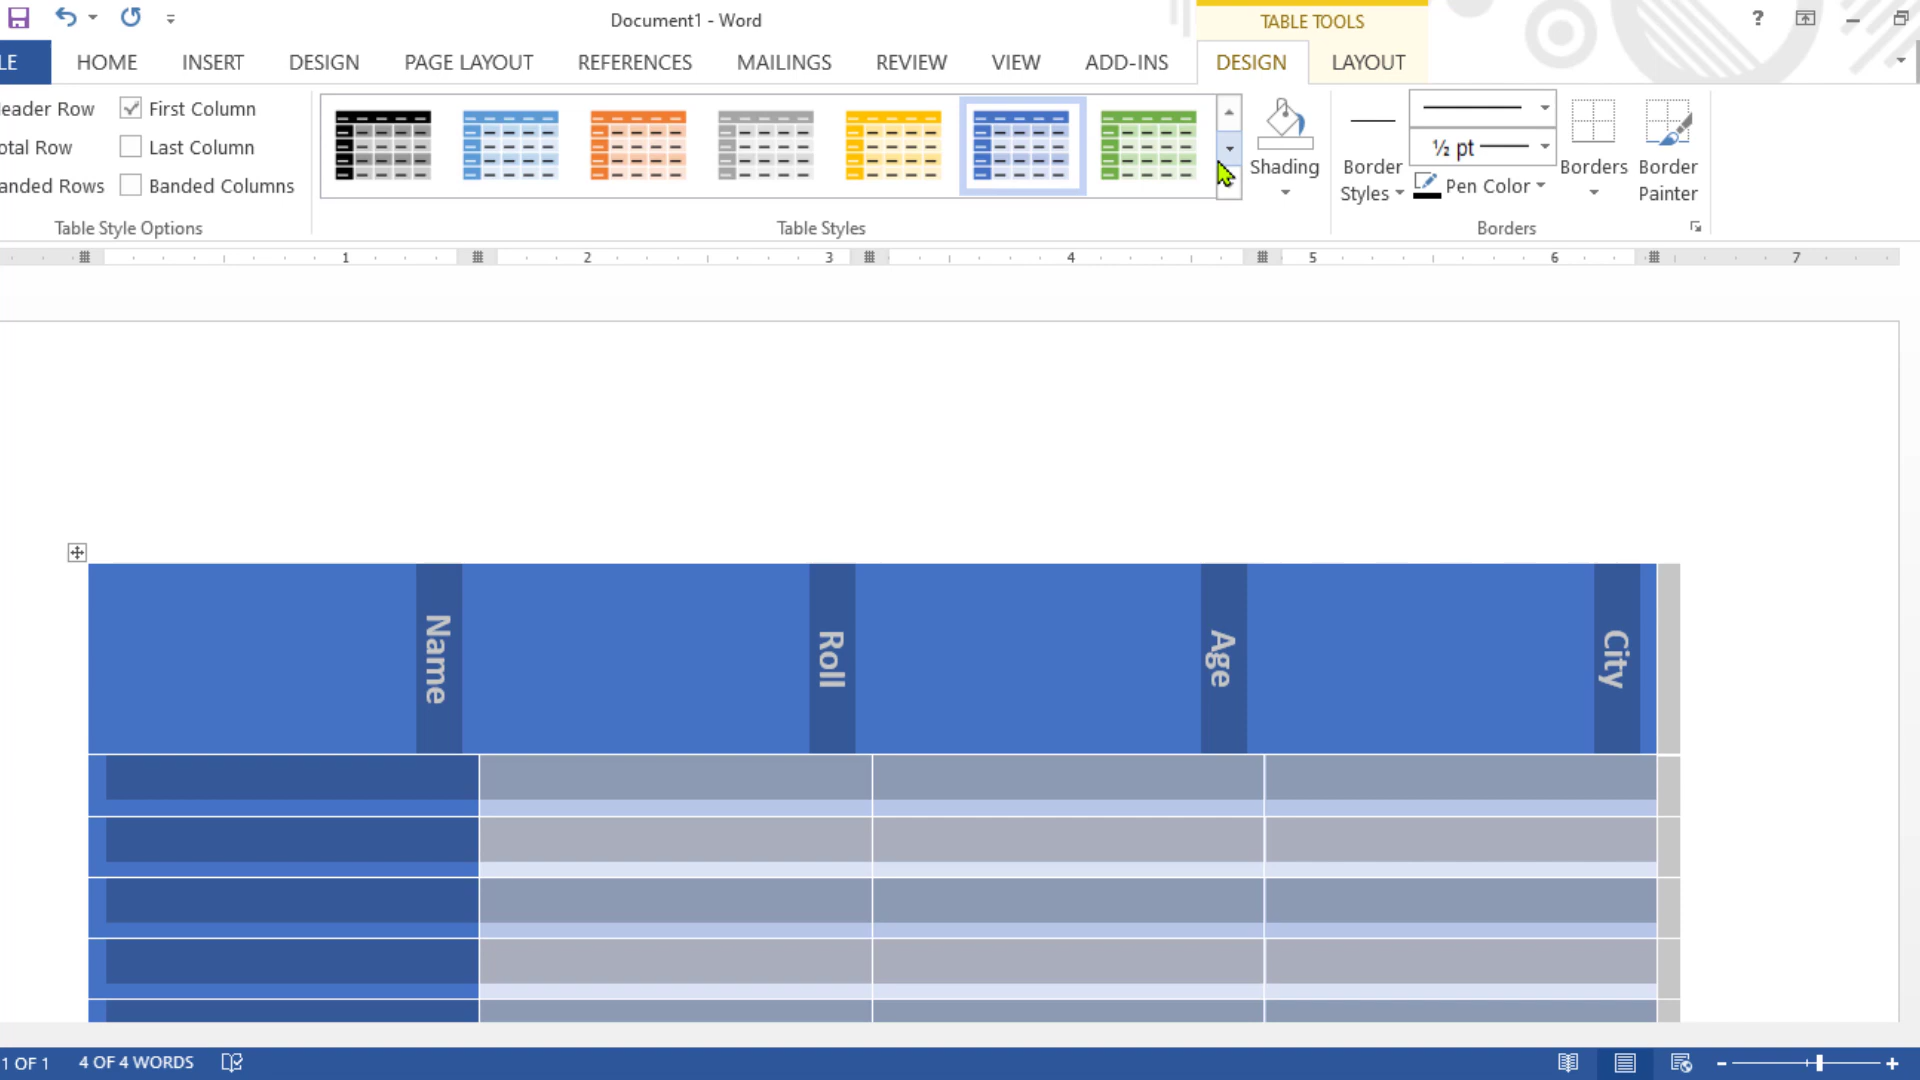 Document1 - Word
TABLE TOOLS
?
LE HOME INSERT DESIGN PAGE LAYOUT REFERENCES MAILINGS REVIEW VIEW ADD-INS DESIGN LAYOUT
eader Row First Column
otal Row Last Column
anded Rows Banded Columns
Table Style Options
Table Styles
Shading
Border Styles
½ pt
Pen Color
Borders
Border Painter
Borders
1 2 3 4 5 6 7
Name Roll Age City
1 OF 1 4 OF 4 WORDS